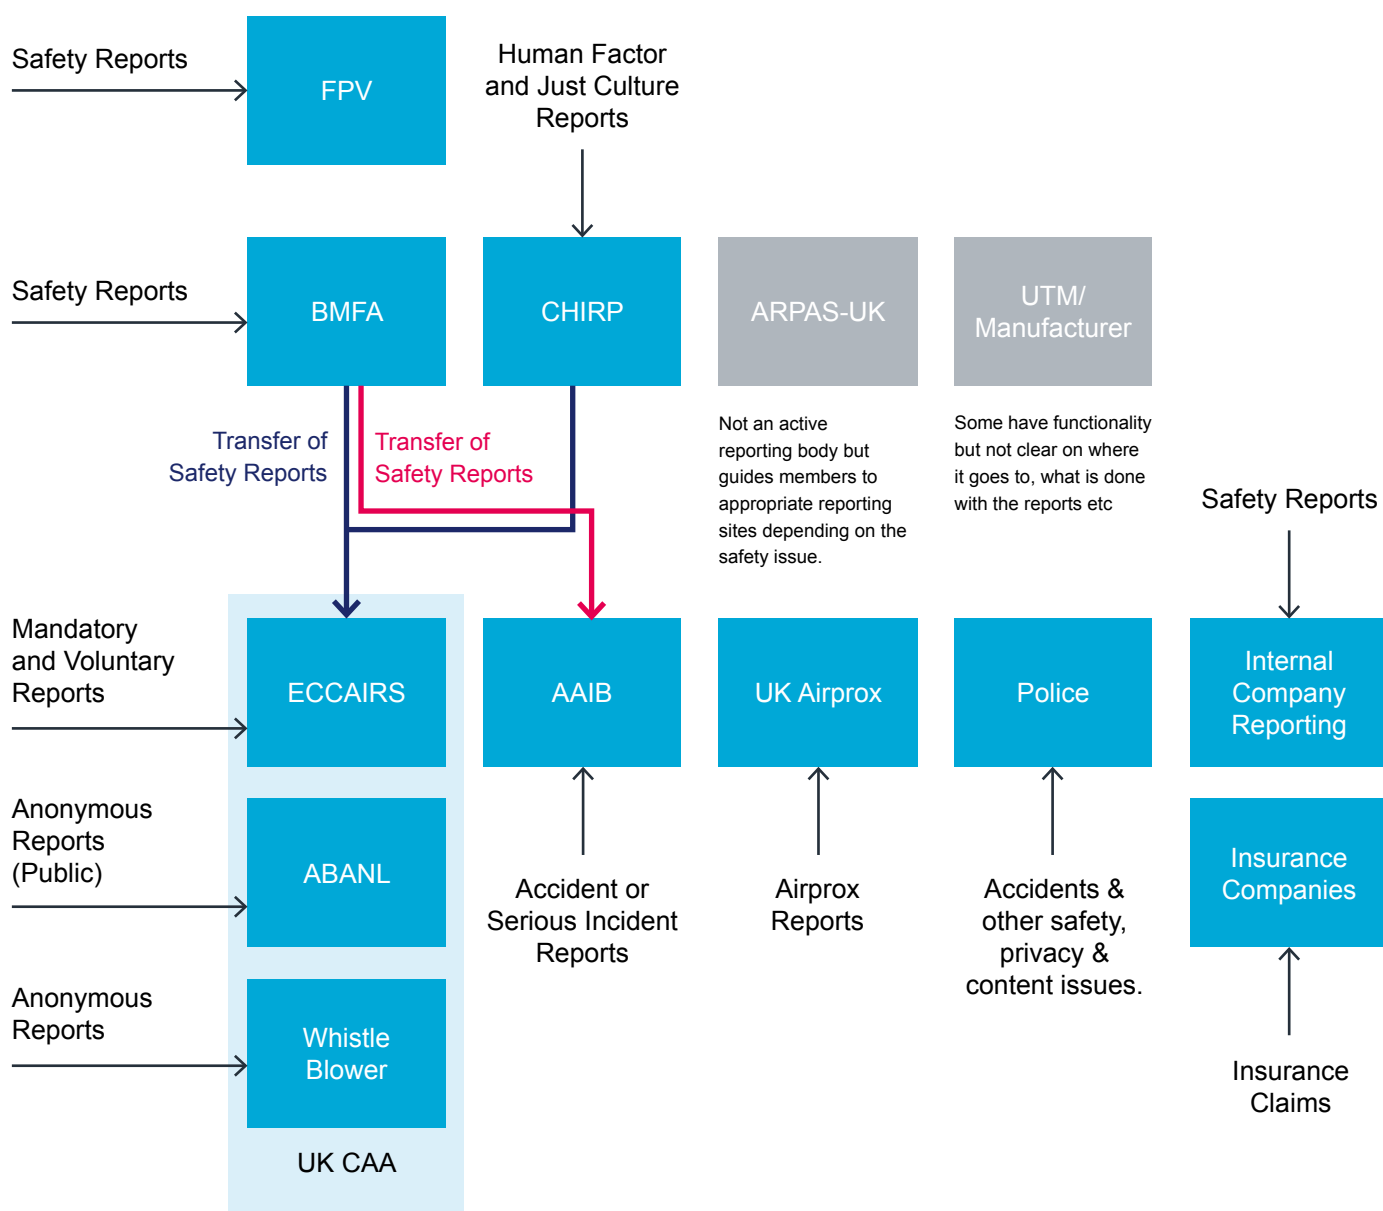 Safety Reports
FPV
Human Factor
and Just Culture
Reports
Safety Reports
BMFA
CHIRP
ARPAS-UK
UTM/
Manufacturer
Transfer of
Safety Reports
Transfer of
Safety Reports
Not an active
reporting body but
guides members to
appropriate reporting
sites depending on the
safety issue.
Some have functionality
but not clear on where
it goes to, what is done
with the reports etc
Safety Reports
Mandatory
and Voluntary
Reports
ECCAIRS
AAIB
UK Airprox
Police
Internal
Company
Reporting
Anonymous
Reports
(Public)
ABANL
Accident or
Serious Incident
Reports
Airprox
Reports
Accidents &
other safety,
privacy &
content issues.
Insurance
Companies
Anonymous
Reports
Whistle
Blower
Insurance
Claims
UK CAA